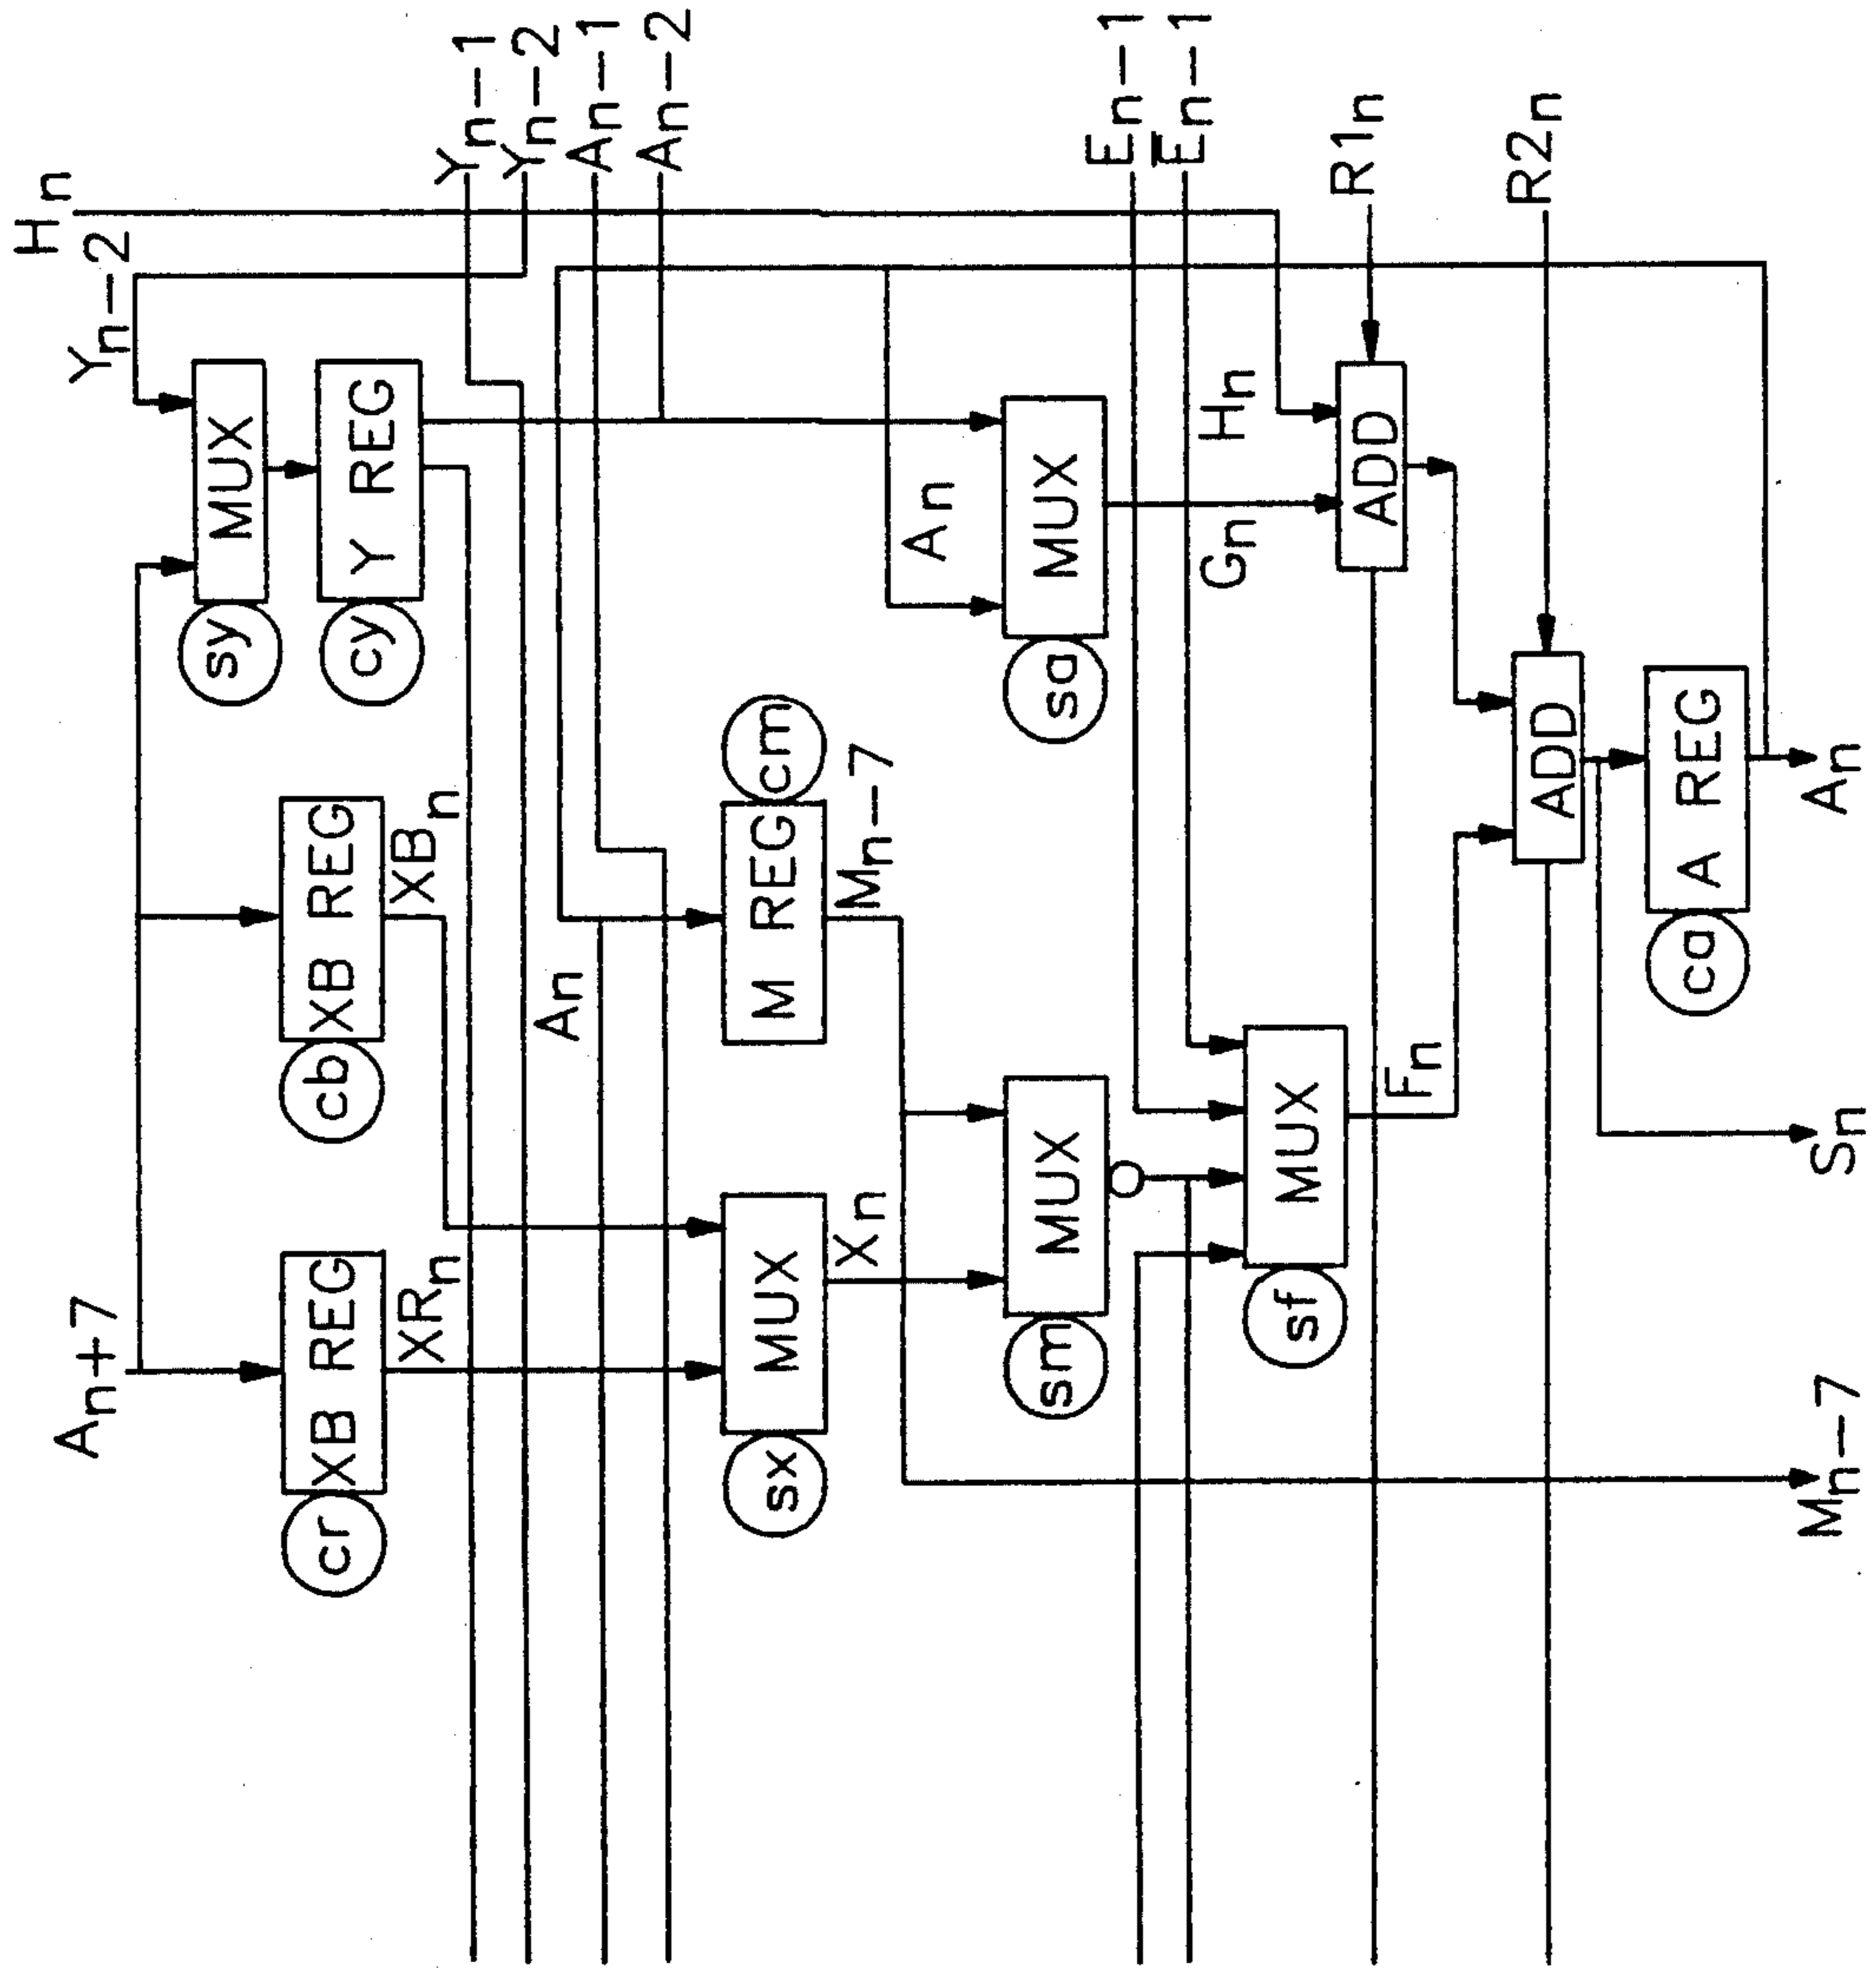 Hn
Yn-2
An+7
Yn-1
Yn-2
An-1
An-2
sy
MUX
cy
Y REG
cb
XB REG
XBn
cr
XB REG
XRn
An
cm
M REG
Mn-7
sx
MUX
Xn
An
sa
MUX
En-1
E̅n-1
sm
MUX
Gn
Hn
sf
MUX
Fn
ADD
R1n
ADD
R2n
ca
A REG
Mn-7
Sn
An